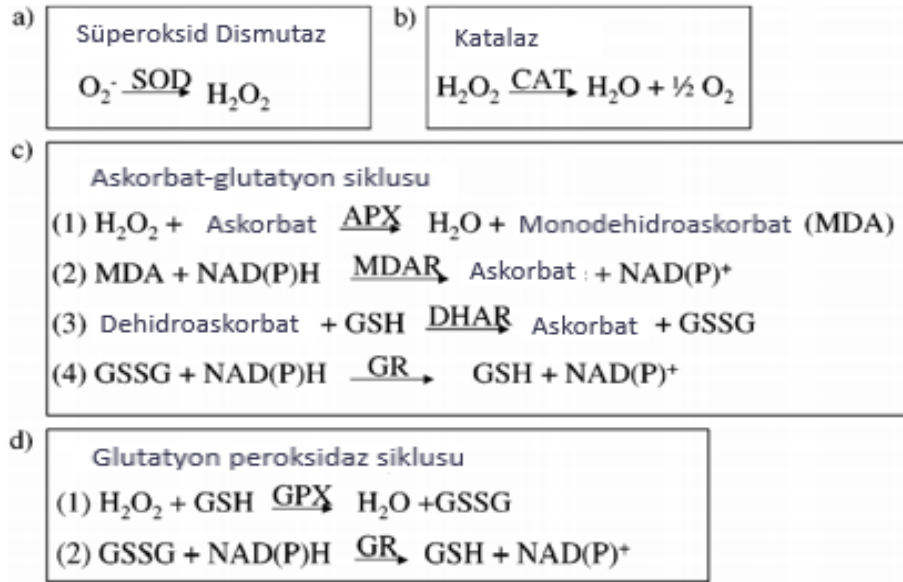 a) Süperoksid Dismutaz
O₂⁻ SOD H₂O₂
b) Katalaz
H₂O₂ CAT H₂O + ½ O₂
c) Askorbat-glutatyon siklusu
(1) H₂O₂ + Askorbat APX H₂O + Monodehidroaskorbat (MDA)
(2) MDA + NAD(P)H MDAR Askorbat + NAD(P)⁺
(3) Dehidroaskorbat + GSH DHAR Askorbat + GSSG
(4) GSSG + NAD(P)H GR GSH + NAD(P)⁺
d) Glutatyon peroksidaz siklusu
(1) H₂O₂ + GSH GPX H₂O +GSSG
(2) GSSG + NAD(P)H GR GSH + NAD(P)⁺